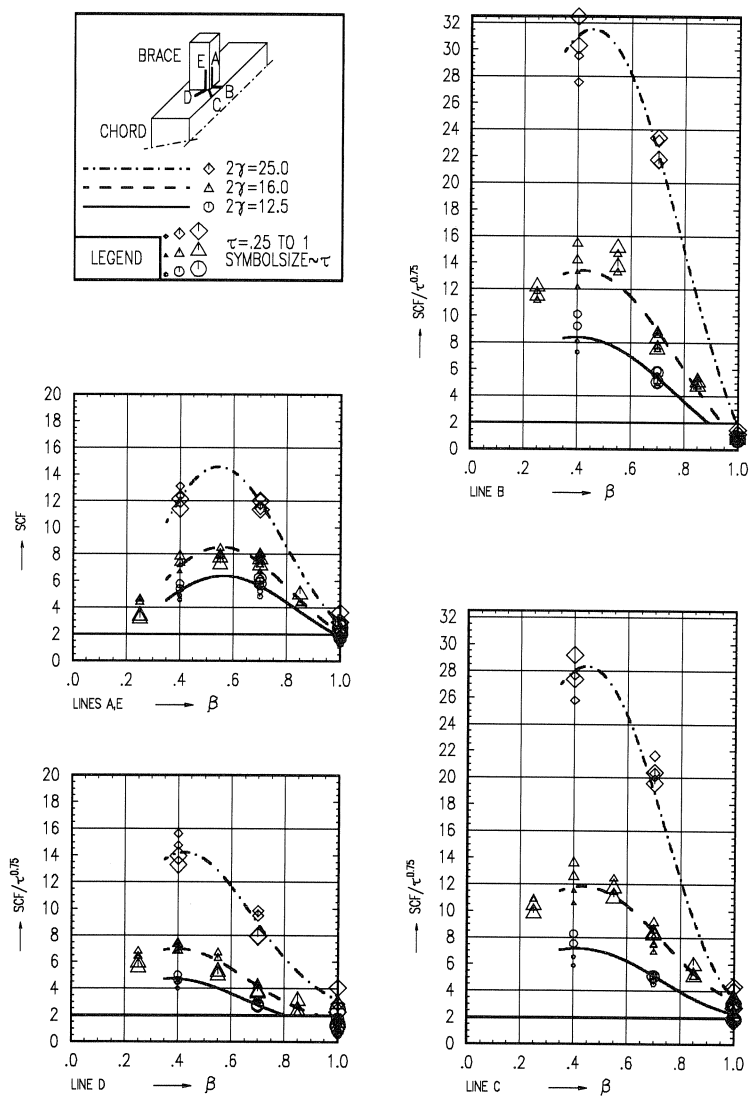 BRACE
E A
D B
C
CHORD
2γ=25.0
2γ=16.0
2γ=12.5
LEGEND
τ=.25 TO 1
SYMBOLSIZE~τ
32
30
28
26
24
22
20
18
16
14
12
10
8
6
4
2
0
SCF/τ^0.75
.0 .2 .4 .6 .8 1.0
LINE B β
20
18
16
14
12
10
8
6
4
2
0
SCF
.0 .2 .4 .6 .8 1.0
LINES A,E β
32
30
28
26
24
22
20
18
16
14
12
10
8
6
4
2
0
SCF/τ^0.75
.0 .2 .4 .6 .8 1.0
LINE C β
20
18
16
14
12
10
8
6
4
2
0
SCF/τ^0.75
.0 .2 .4 .6 .8 1.0
LINE D β